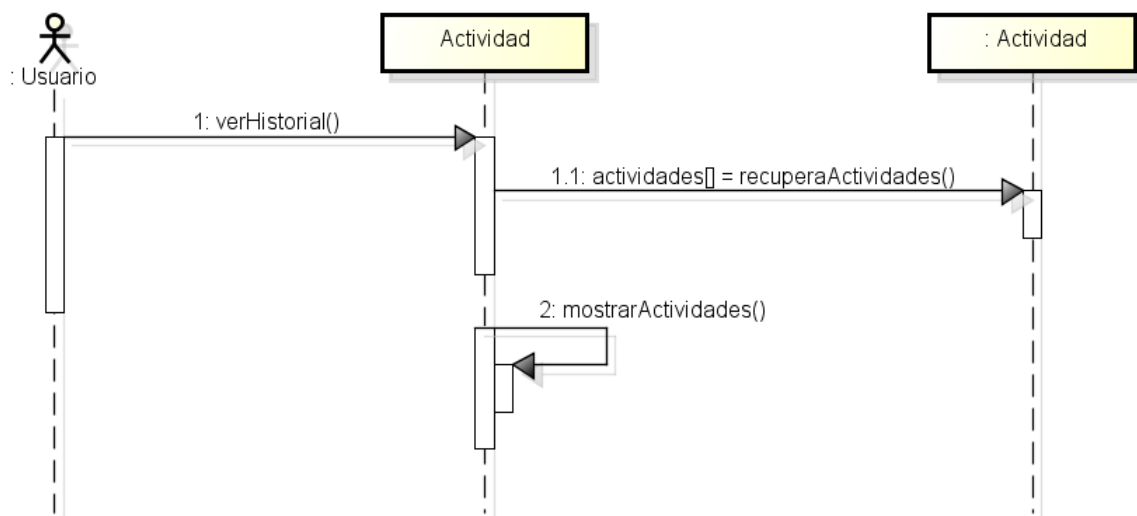 Actividad
: Actividad
: Usuario
1: verHistorial()
1.1: actividades[] = recuperaActividades()
2: mostrarActividades()